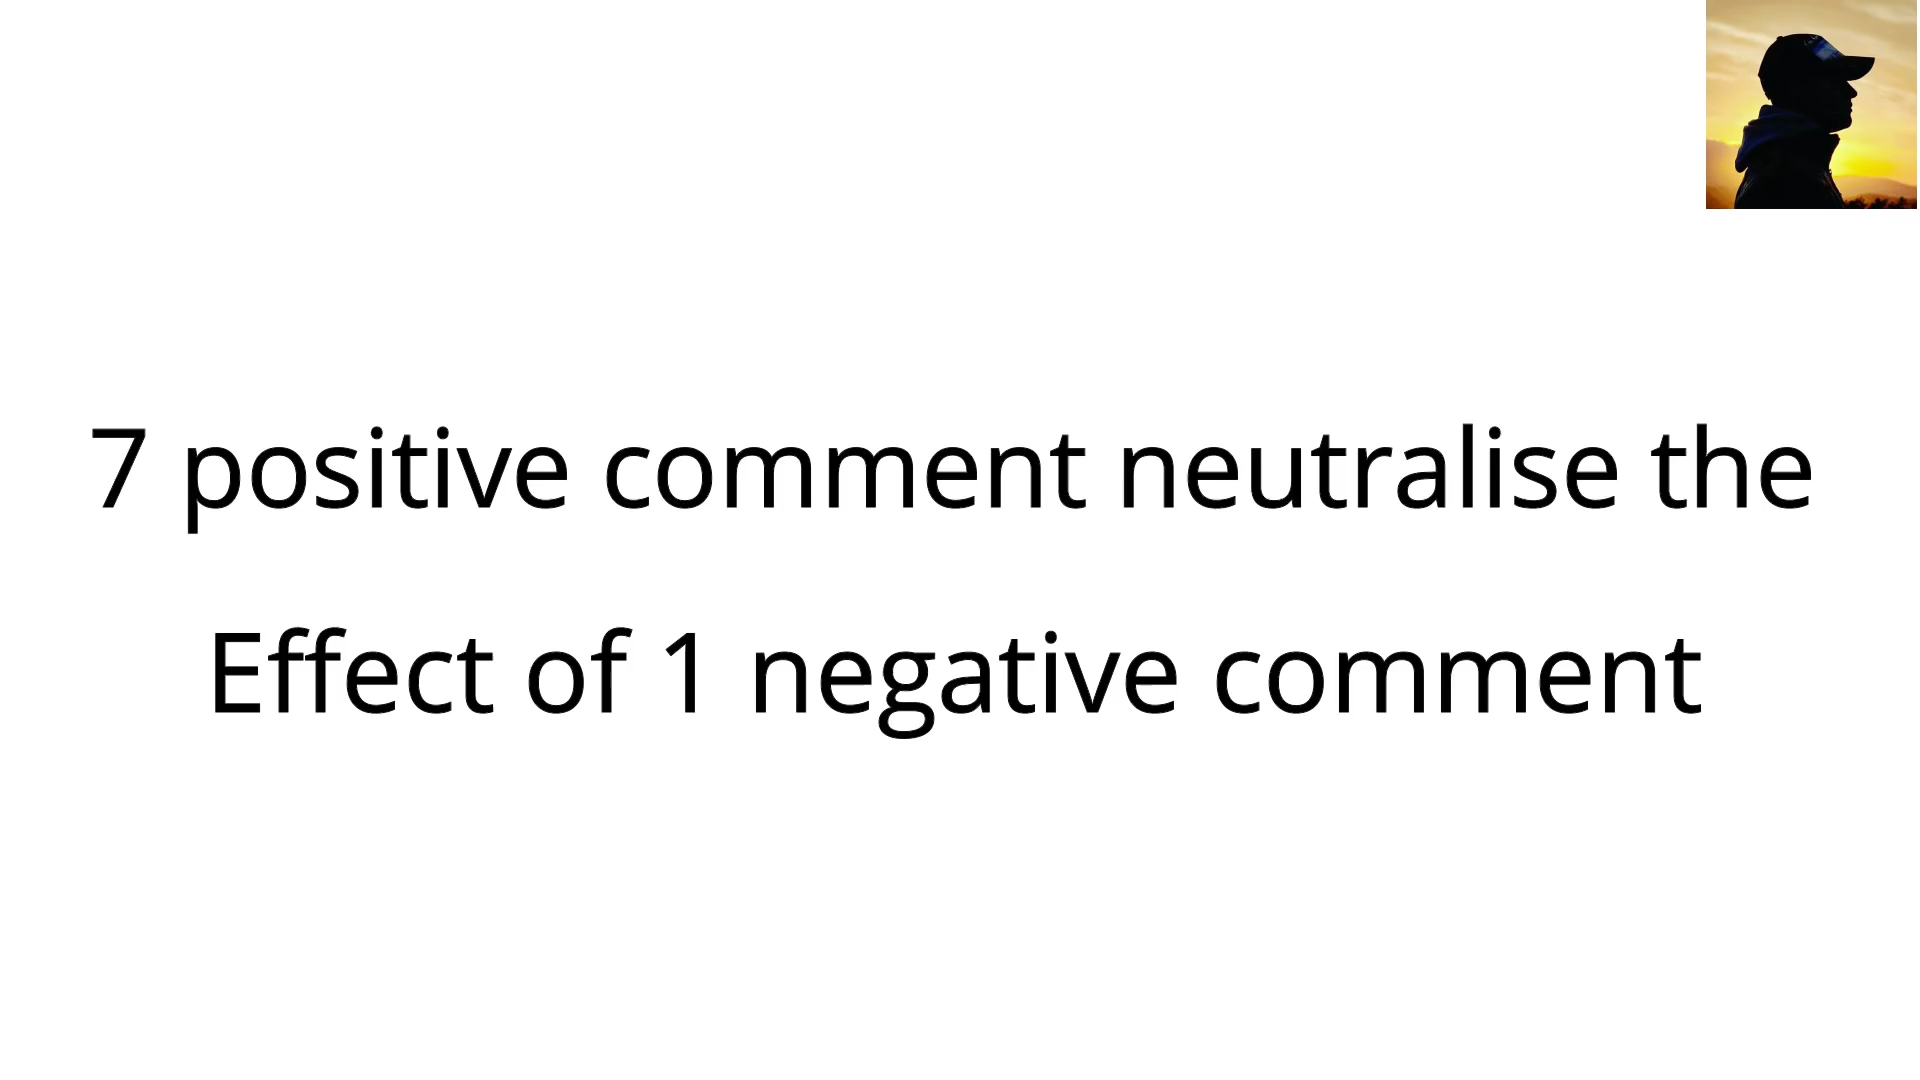 7 positive comment neutralise the
Effect of 1 negative comment